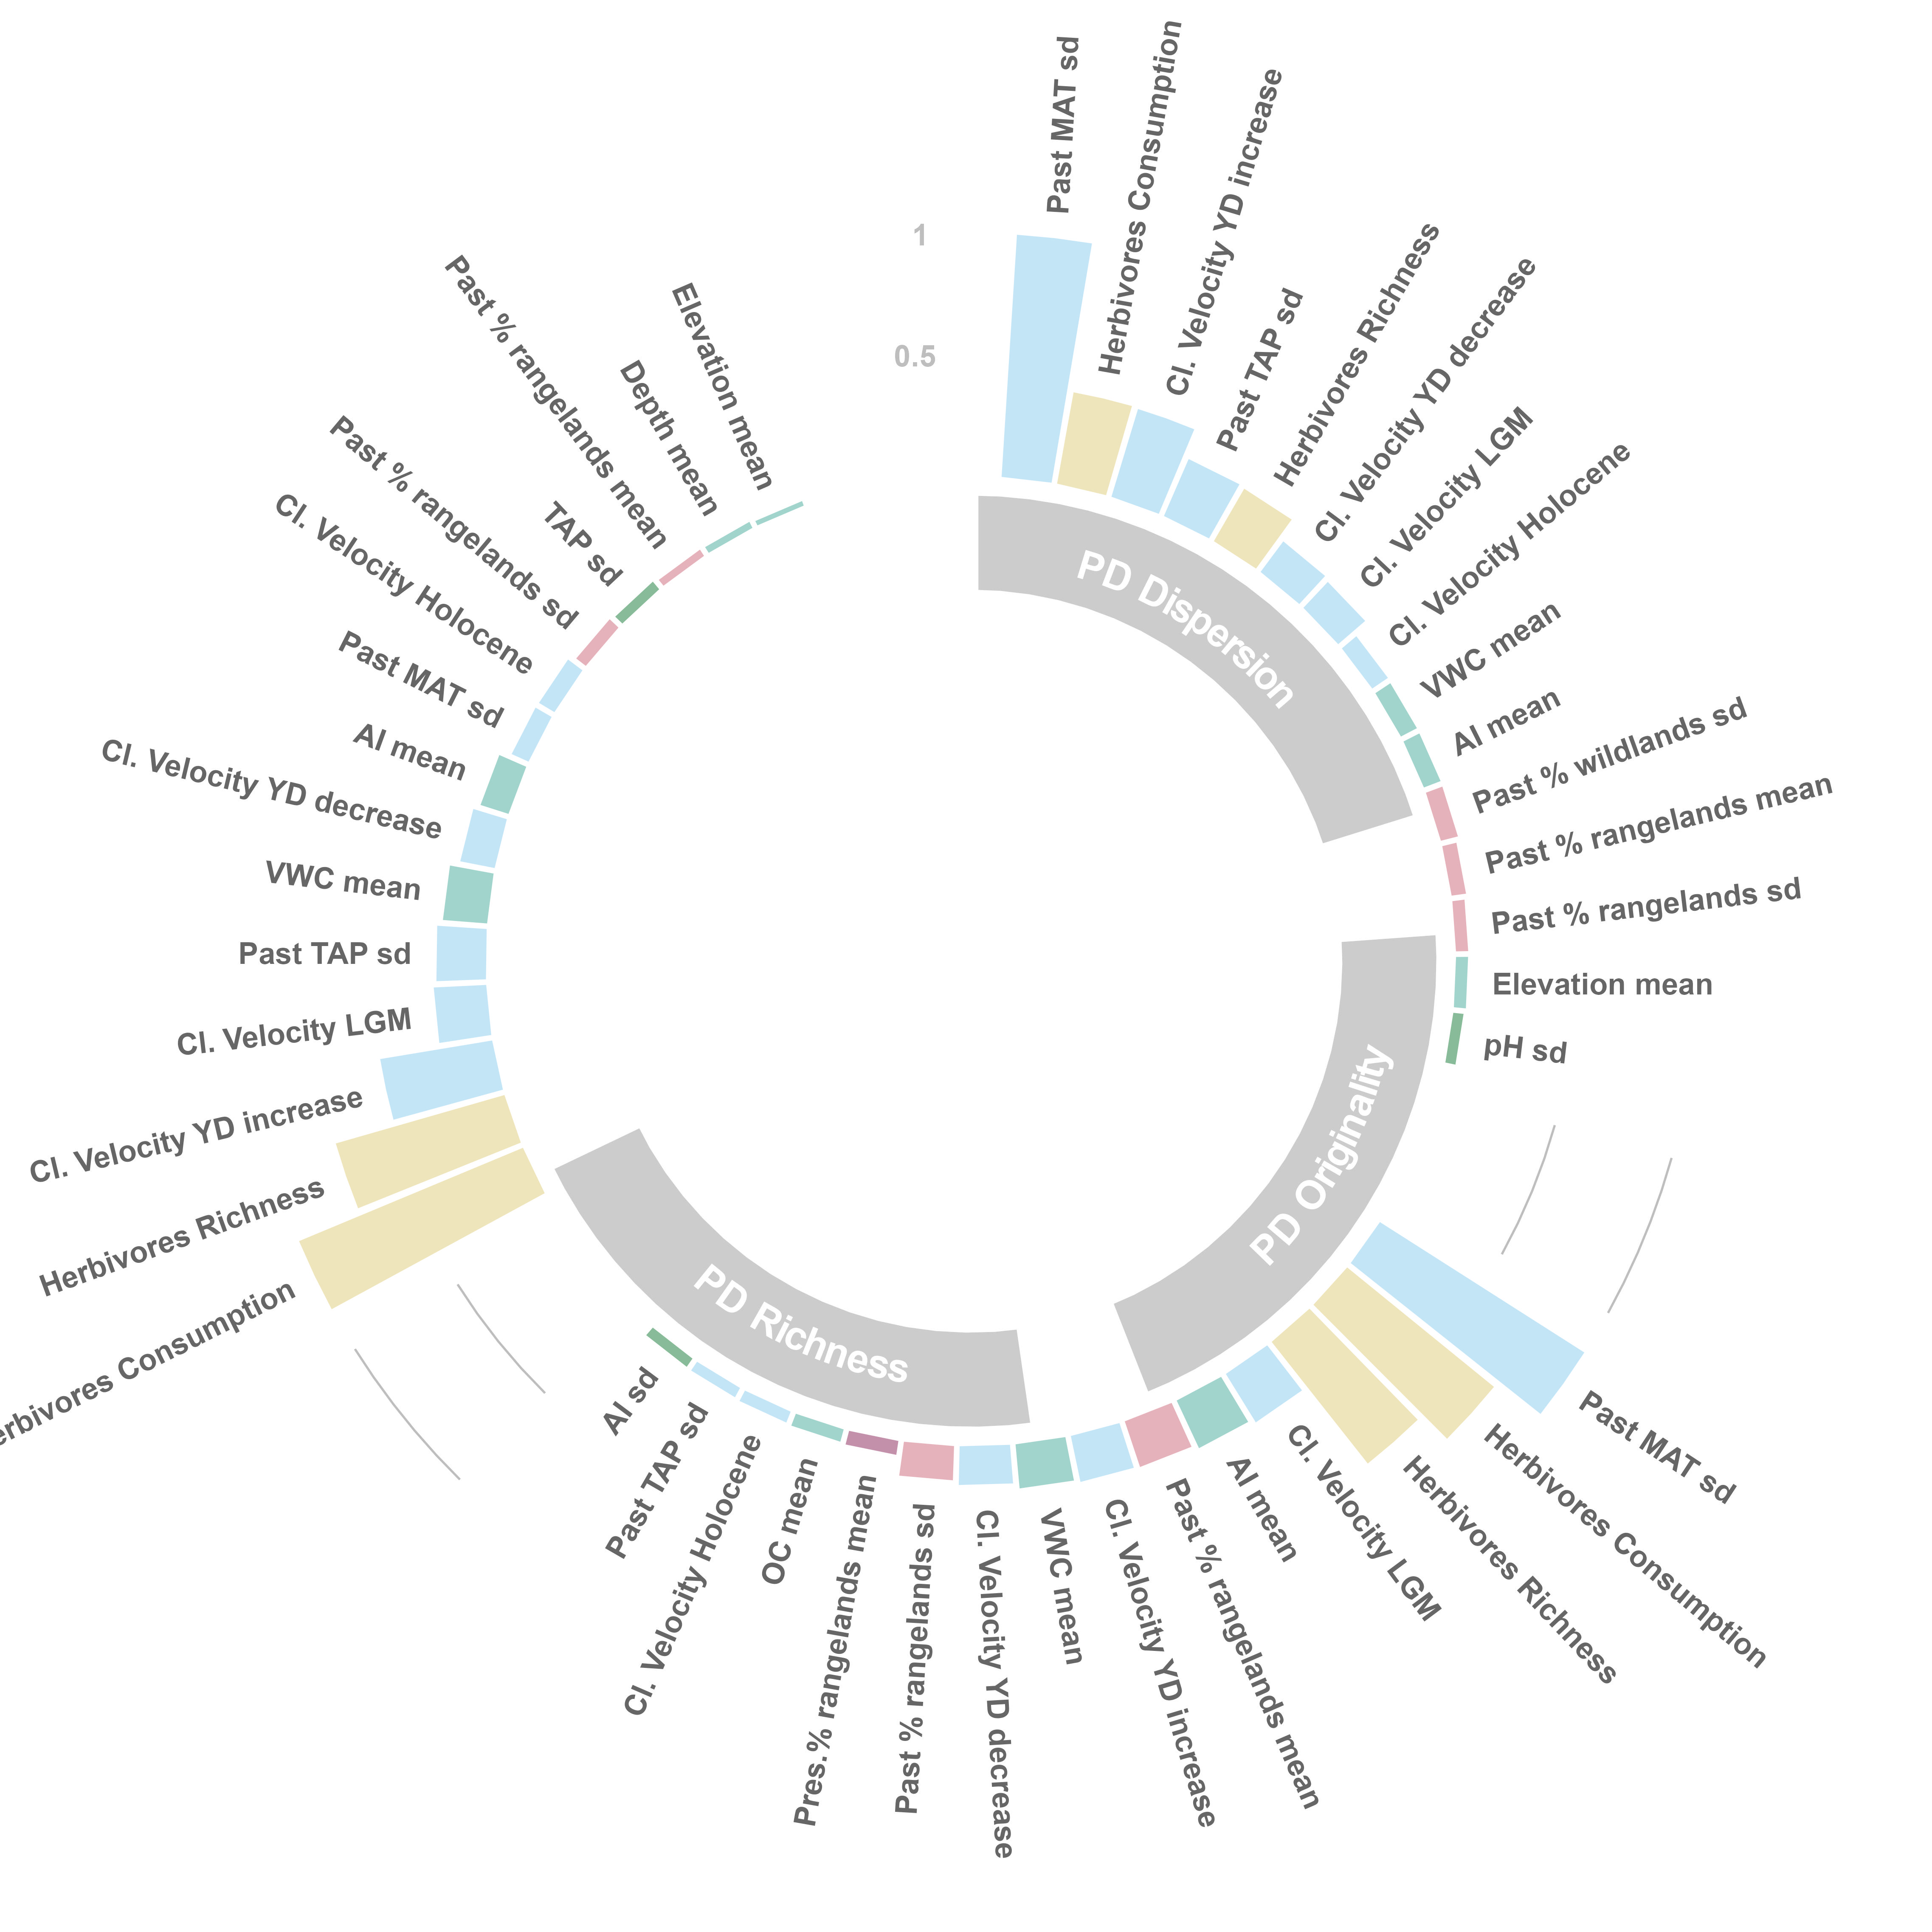 1
0.5
Past MAT sd
Herbivores Consumption
Cl. Velocity YD increase
Past TAP sd
Herbivores Richness
Cl. Velocity YD decrease
Cl. Velocity LGM
Cl. Velocity Holocene
VWC mean
AI mean
Past % wildlands sd
Past % rangelands mean
Past % rangelands sd
Elevation mean
pH sd
PD Dispersion
PD Originality
Past MAT sd
Herbivores Consumption
Herbivores Richness
Cl. Velocity LGM
AI mean
Past % rangelands mean
Cl. Velocity YD increase
VWC mean
Cl. Velocity YD decrease
Past % rangelands sd
Pres.% rangelands mean
OC mean
Cl. Velocity Holocene
Past TAP sd
AI sd
PD Richness
erbivores Consumption
Herbivores Richness
Cl. Velocity YD increase
Cl. Velocity LGM
Past TAP sd
VWC mean
Cl. Velocity YD decrease
AI mean
Past MAT sd
Cl. Velocity Holocene
Past % rangelands sd
TAP sd
Past % rangelands mean
Depth mean
Elevation mean